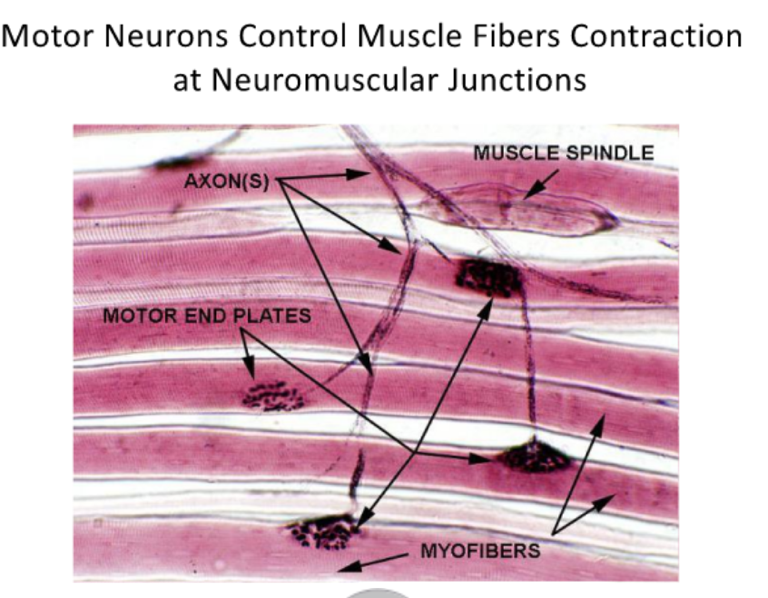 Motor Neurons Control Muscle Fibers Contraction
at Neuromuscular Junctions
MUSCLE SPINDLE
AXON(S)
MOTOR END PLATES
MYOFIBERS